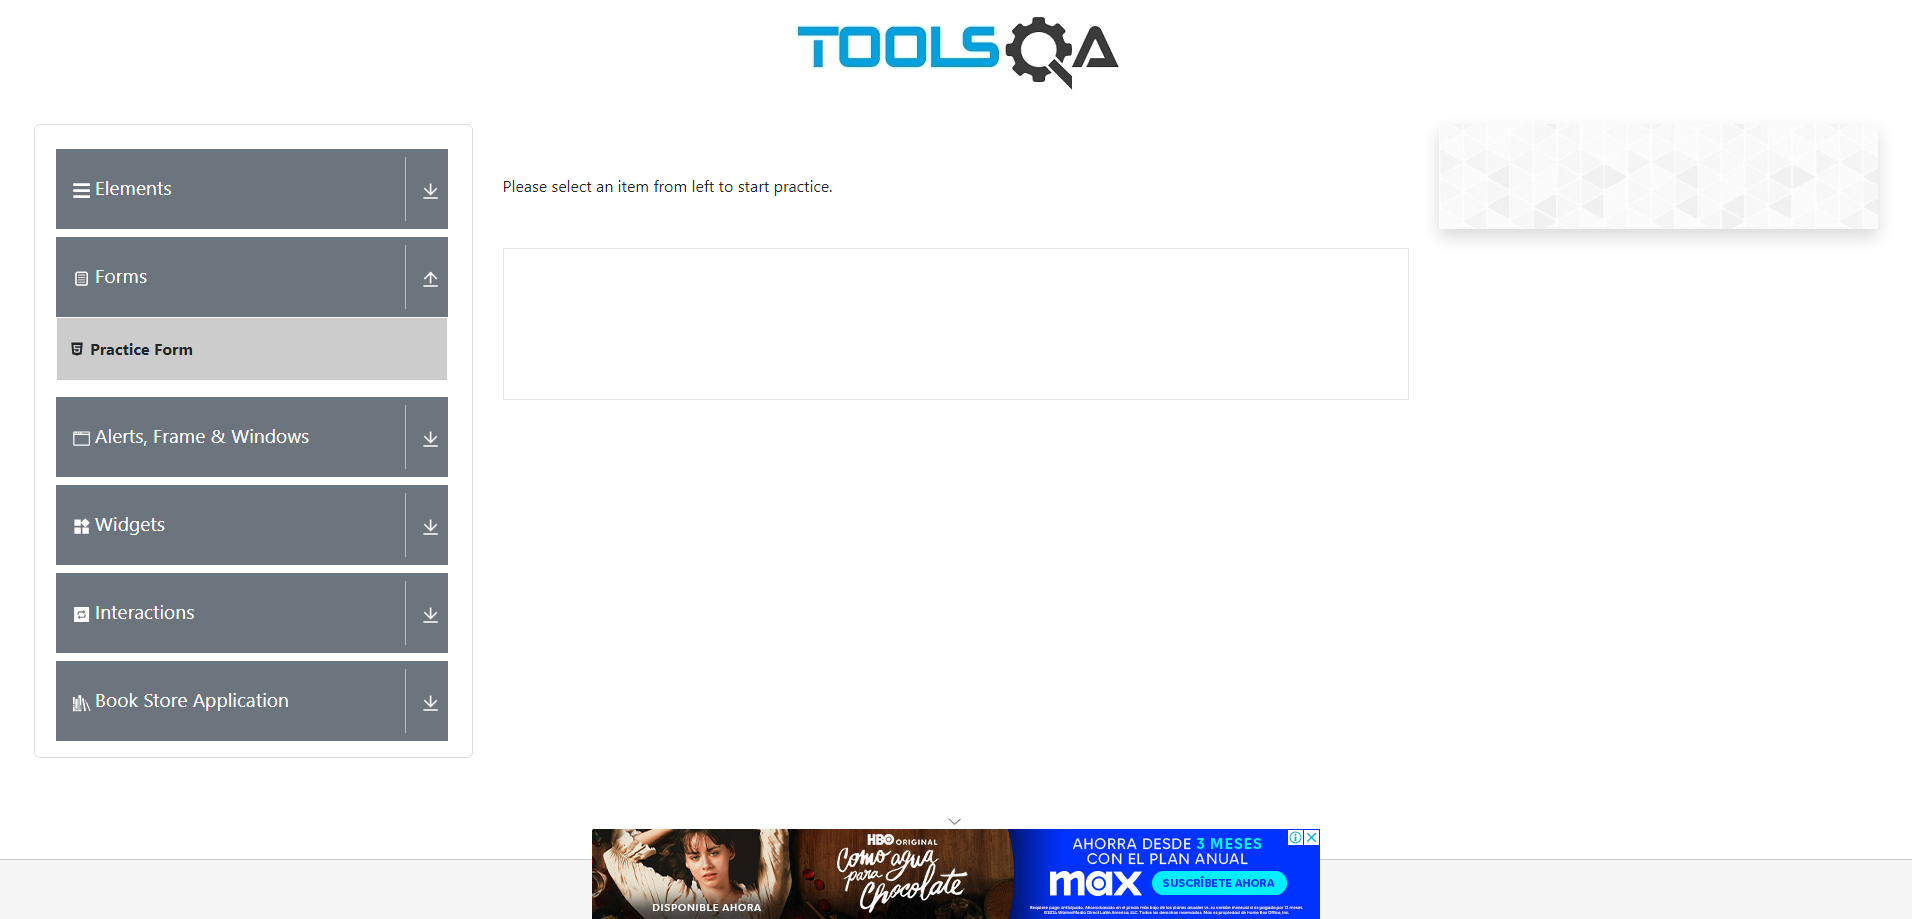 TOOLSQA
Elements
Forms
Practice Form
Alerts, Frame & Windows
Widgets
Interactions
Book Store Application
Please select an item from left to start practice.
HBO ORIGINAL
Como agua
para
Chocolate
DISPONIBLE AHORA
AHORRA DESDE 3 MESES
CON EL PLAN ANUAL
max
SUSCRÍBETE AHORA